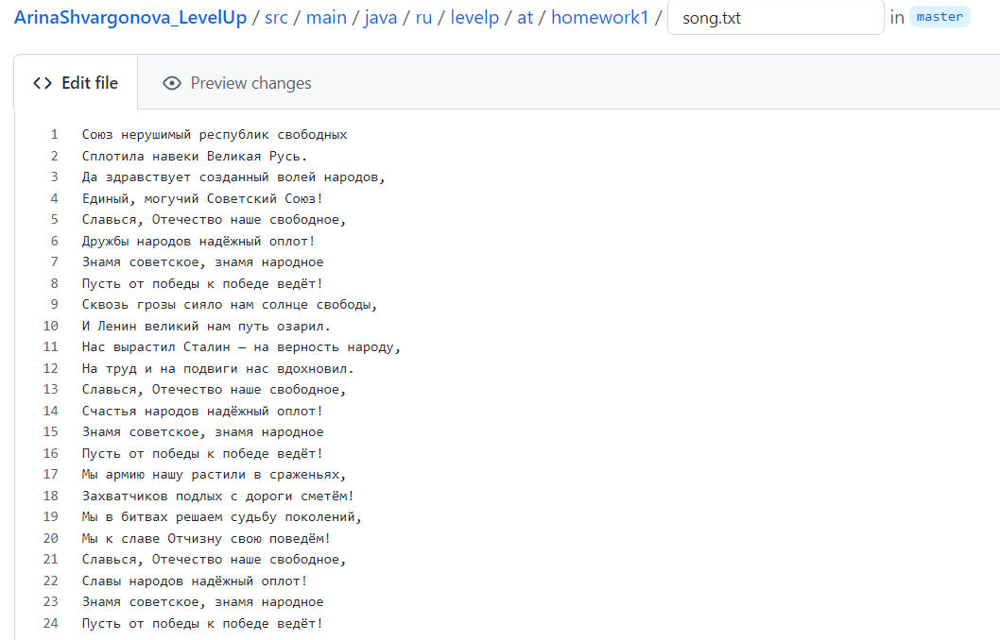 ArinaShvargonova_LevelUp / src / main / java / ru / levelp / at / homework1 / song.txt in master
<> Edit file Preview changes
1 Союз нерушимый республик свободных
2 Сплотила навеки Великая Русь.
3 Да здравствует созданный волей народов,
4 Единый, могучий Советский Союз!
5 Славься, Отечество наше свободное,
6 Дружбы народов надёжный оплот!
7 Знамя советское, знамя народное
8 Пусть от победы к победе ведёт!
9 Сквозь грозы сияло нам солнце свободы,
10 И Ленин великий нам путь озарил.
11 Нас вырастил Сталин – на верность народу,
12 На труд и на подвиги нас вдохновил.
13 Славься, Отечество наше свободное,
14 Счастья народов надёжный оплот!
15 Знамя советское, знамя народное
16 Пусть от победы к победе ведёт!
17 Мы армию нашу растили в сраженьях,
18 Захватчиков подлых с дороги сметём!
19 Мы в битвах решаем судьбу поколений,
20 Мы к славе Отчизну свою поведём!
21 Славься, Отечество наше свободное,
22 Славы народов надёжный оплот!
23 Знамя советское, знамя народное
24 Пусть от победы к победе ведёт!